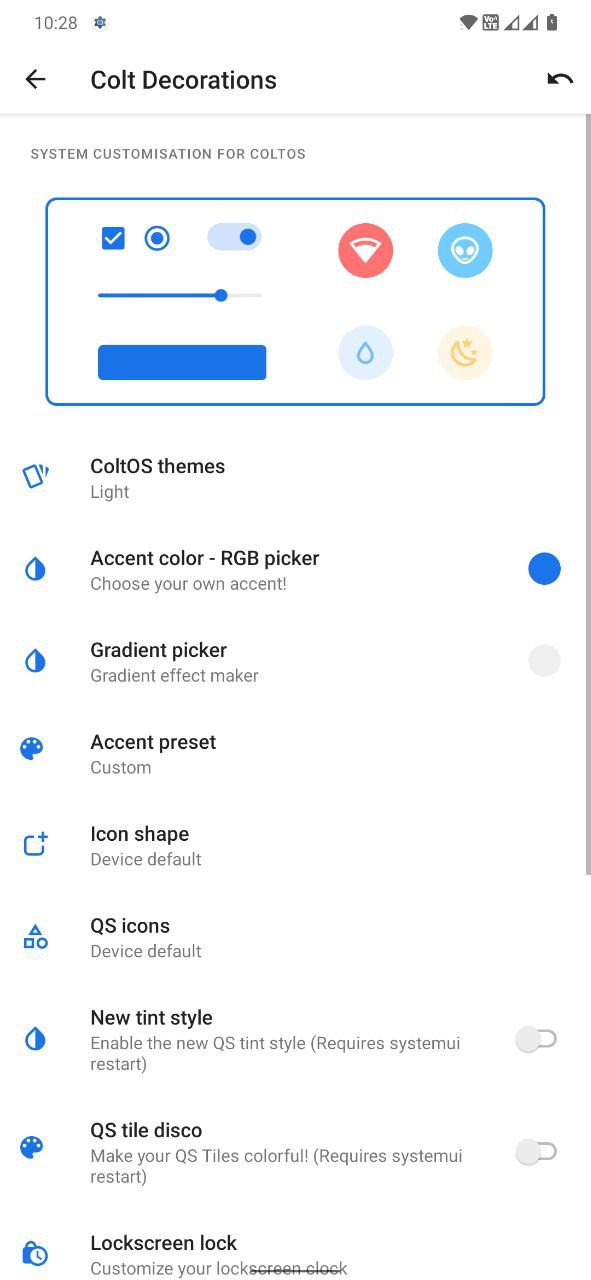 10:28
Vo
LTE
Colt Decorations
SYSTEM CUSTOMISATION FOR COLTOS
ColtOS themes
Light
Accent color - RGB picker
Choose your own accent!
Gradient picker
Gradient effect maker
Accent preset
Custom
Icon shape
Device default
QS icons
Device default
New tint style
Enable the new QS tint style (Requires systemui
restart)
QS tile disco
Make your QS Tiles colorful! (Requires systemui
restart)
Lockscreen lock
Customize your lockscreen clock